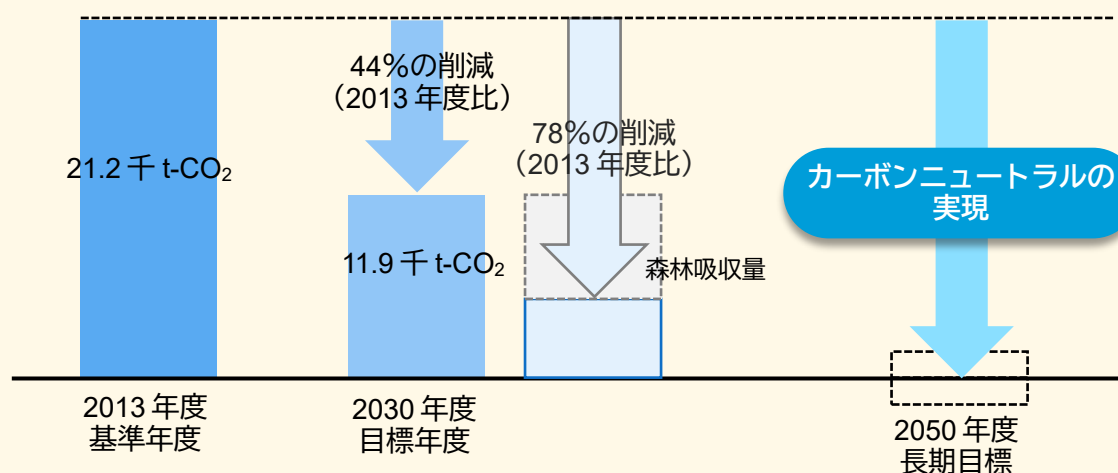 44%の削減
（2013 年度比）
78%の削減
（2013 年度比）
21.2 千 t-CO₂
カーボンニュートラルの
実現
11.9 千 t-CO₂
森林吸収量
2013 年度
基準年度
2030 年度
目標年度
2050 年度
長期目標